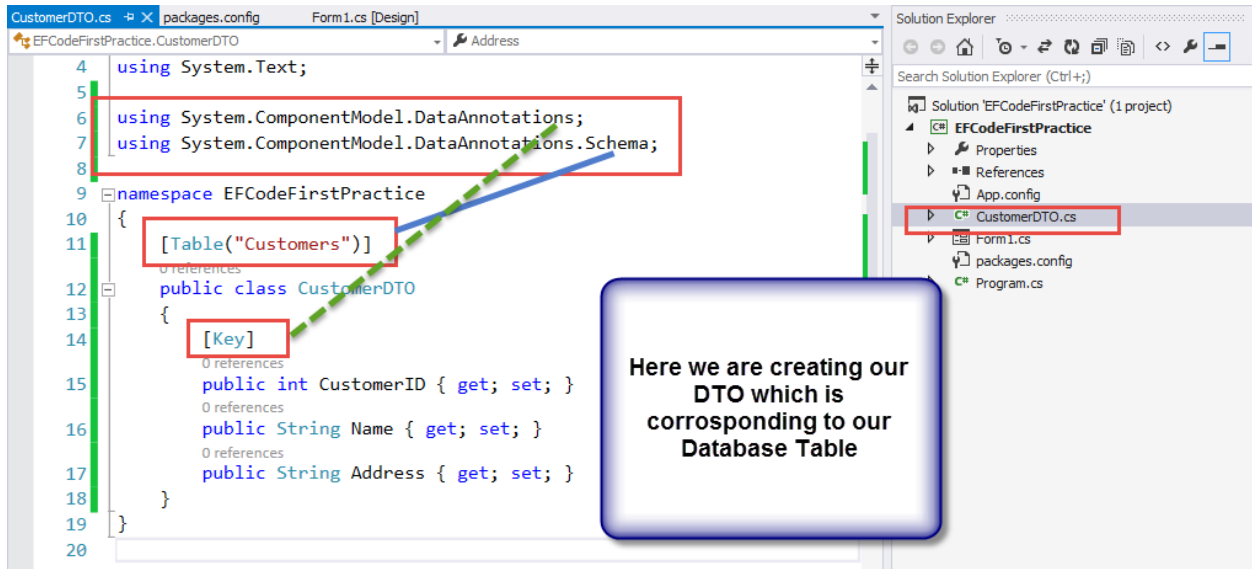 CustomerDTO.cs
packages.config
Form1.cs [Design]
EFCodeFirstPractice.CustomerDTO
Address
4 using System.Text;
5
6 using System.ComponentModel.DataAnnotations;
7 using System.ComponentModel.DataAnnotations.Schema;
8
9 namespace EFCodeFirstPractice
10 {
11 [Table("Customers")]
0 references
12 public class CustomerDTO
13 {
14 [Key]
0 references
15 public int CustomerID { get; set; }
0 references
16 public String Name { get; set; }
0 references
17 public String Address { get; set; }
18 }
19 }
20
Here we are creating our
DTO which is
corrosponding to our
Database Table
Solution Explorer
Search Solution Explorer (Ctrl+;)
Solution 'EFCodeFirstPractice' (1 project)
C# EFCodeFirstPractice
Properties
References
App.config
C# CustomerDTO.cs
Form1.cs
packages.config
C# Program.cs